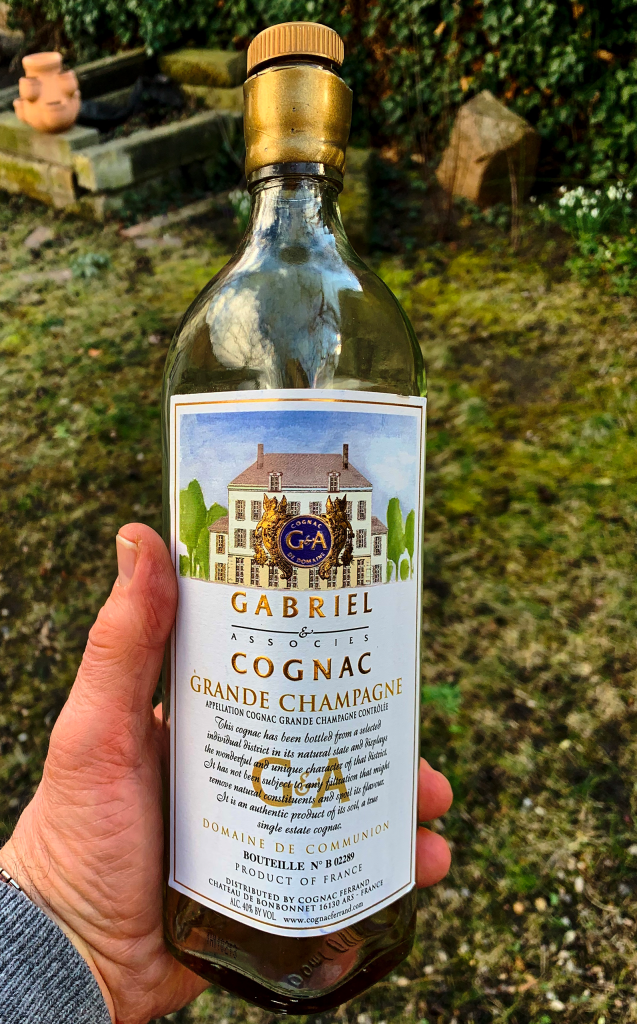 COGNAC
G&A
DE DOMAINE
GABRIEL
&
ASSOCIES
COGNAC
GRANDE CHAMPAGNE
APPELLATION COGNAC GRANDE CHAMPAGNE CONTRÔLÉE
This cognac has been bottled from a selected
individual district in its natural state and displays
the wonderful and unique character of that district.
It has not been subject to any filtration that might
remove natural constituents and spoil its flavour.
It is an authentic product of its soil, a true
single estate cognac.
G&A
DOMAINE DE COMMUNION
BOUTEILLE N° B 02289
PRODUCT OF FRANCE
DISTRIBUTED BY COGNAC FERRAND
CHATEAU DE BONBONNET 16130 ARS - FRANCE
ALC. 40% BY VOL. www.cognacferrand.com